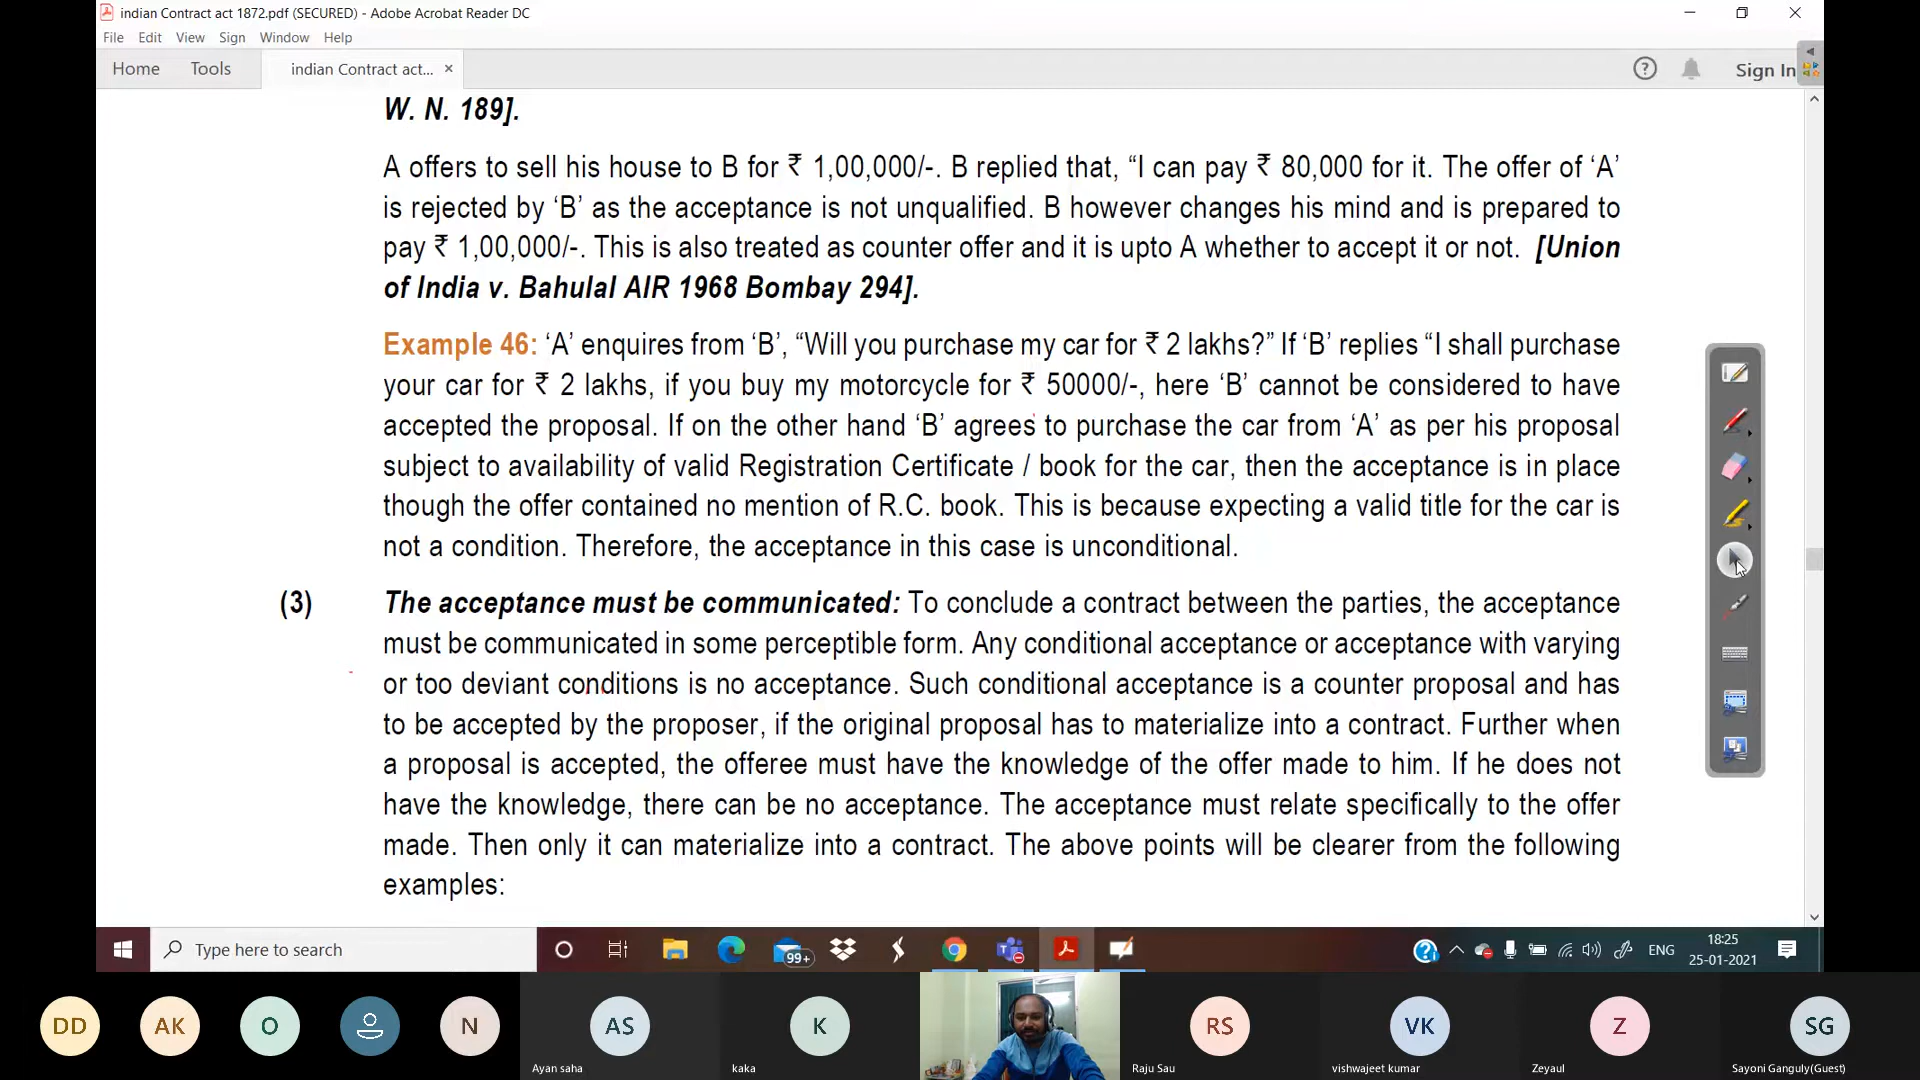 indian Contract act 1872.pdf (SECURED) - Adobe Acrobat Reader DC
File Edit View Sign Window Help
Home Tools indian Contract act... × Sign In
W. N. 189].
A offers to sell his house to B for ₹ 1,00,000/-. B replied that, “I can pay ₹ 80,000 for it. The offer of ‘A’
is rejected by ‘B’ as the acceptance is not unqualified. B however changes his mind and is prepared to
pay ₹ 1,00,000/-. This is also treated as counter offer and it is upto A whether to accept it or not. [Union
of India v. Bahulal AIR 1968 Bombay 294].
Example 46: ‘A’ enquires from ‘B’, “Will you purchase my car for ₹ 2 lakhs?” If ‘B’ replies “I shall purchase
your car for ₹ 2 lakhs, if you buy my motorcycle for ₹ 50000/-, here ‘B’ cannot be considered to have
accepted the proposal. If on the other hand ‘B’ agrees to purchase the car from ‘A’ as per his proposal
subject to availability of valid Registration Certificate / book for the car, then the acceptance is in place
though the offer contained no mention of R.C. book. This is because expecting a valid title for the car is
not a condition. Therefore, the acceptance in this case is unconditional.
(3) The acceptance must be communicated: To conclude a contract between the parties, the acceptance
must be communicated in some perceptible form. Any conditional acceptance or acceptance with varying
or too deviant conditions is no acceptance. Such conditional acceptance is a counter proposal and has
to be accepted by the proposer, if the original proposal has to materialize into a contract. Further when
a proposal is accepted, the offeree must have the knowledge of the offer made to him. If he does not
have the knowledge, there can be no acceptance. The acceptance must relate specifically to the offer
made. Then only it can materialize into a contract. The above points will be clearer from the following
examples:
Type here to search 99+ ENG 18:25
25-01-2021
DD AK O N AS K RS VK Z SG
Ayan saha kaka Raju Sau vishwajeet kumar Zeyaul Sayoni Ganguly(Guest)